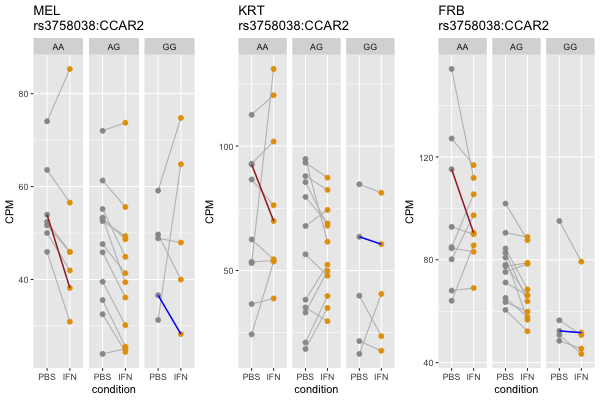 MEL
rs3758038:CCAR2
AA AG GG
80
60
40
CPM
PBS IFN PBS IFN PBS IFN
condition
KRT
rs3758038:CCAR2
AA AG GG
100
50
CPM
PBS IFN PBS IFN PBS IFN
condition
FRB
rs3758038:CCAR2
AA AG GG
120
80
40
CPM
PBS IFN PBS IFN PBS IFN
condition